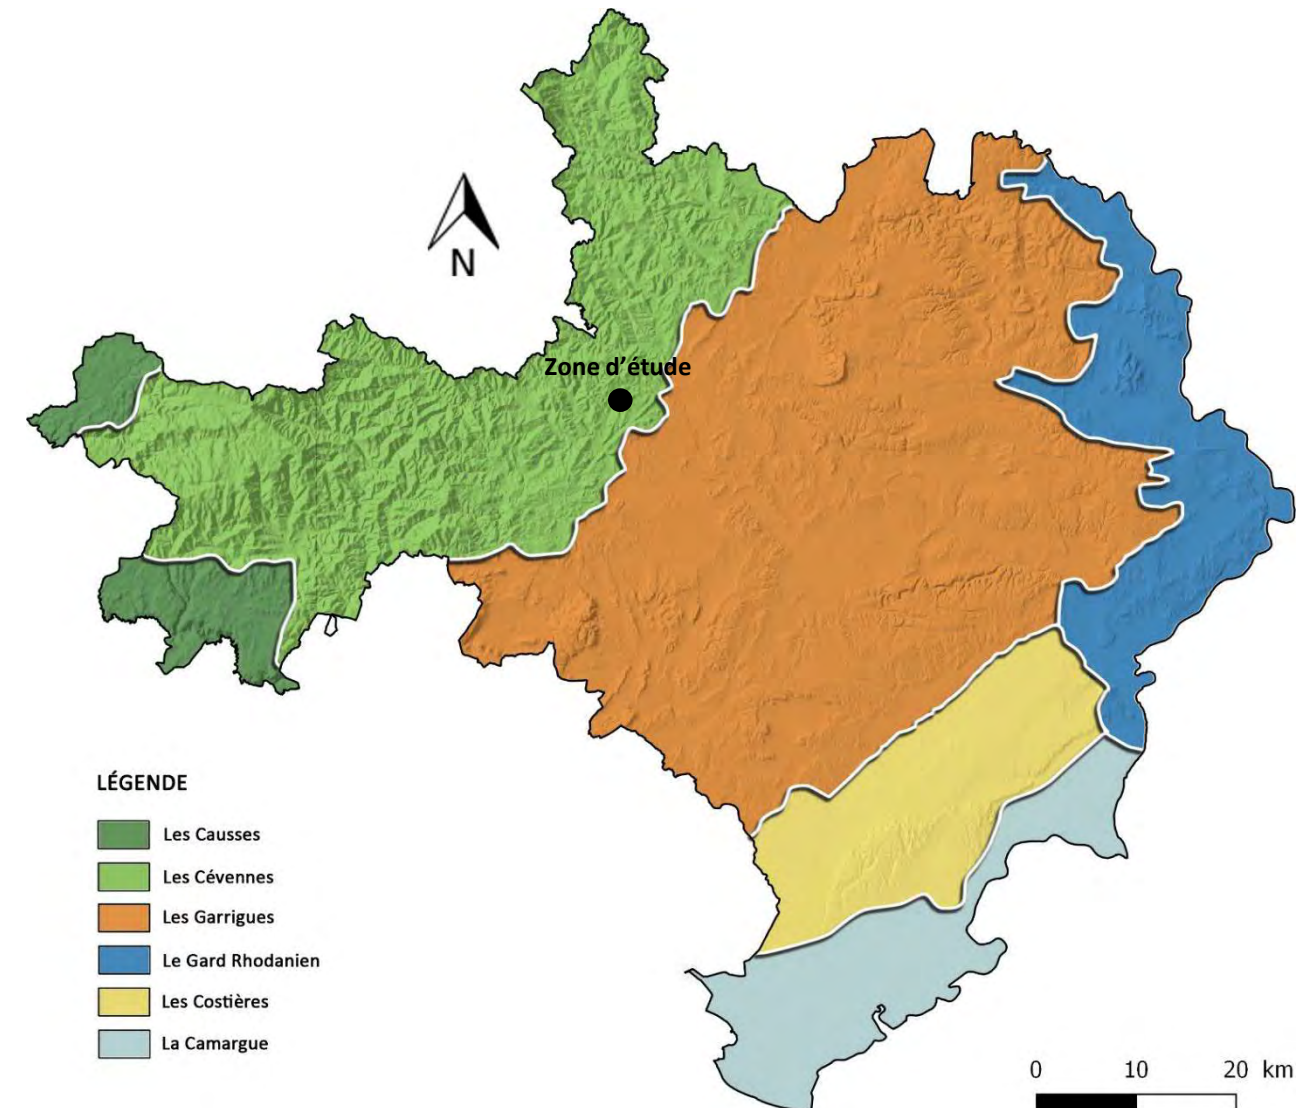 N
Zone d'étude
LÉGENDE
Les Causses
Les Cévennes
Les Garrigues
Le Gard Rhodanien
Les Costières
La Camargue
0 10 20 km